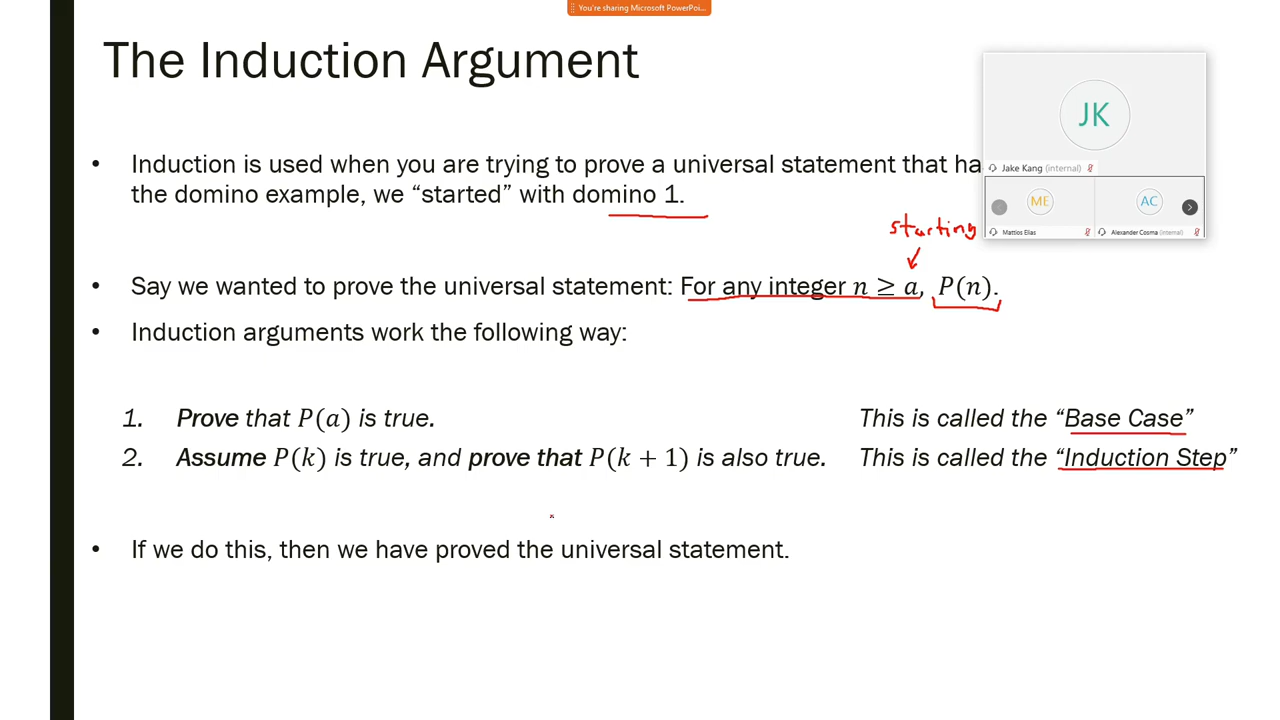 You're sharing Microsoft PowerPoi...
The Induction Argument
JK
Induction is used when you are trying to prove a universal statement that ha
Jake Kang (internal)
the domino example, we “started” with domino 1.
ME
AC
starting
Mattios Elias
Alexander Cosma (internal)
• Say we wanted to prove the universal statement: For any integer n ≥ a, P(n).
• Induction arguments work the following way:
1. Prove that P(a) is true. This is called the “Base Case”
2. Assume P(k) is true, and prove that P(k + 1) is also true. This is called the “Induction Step”
• If we do this, then we have proved the universal statement.